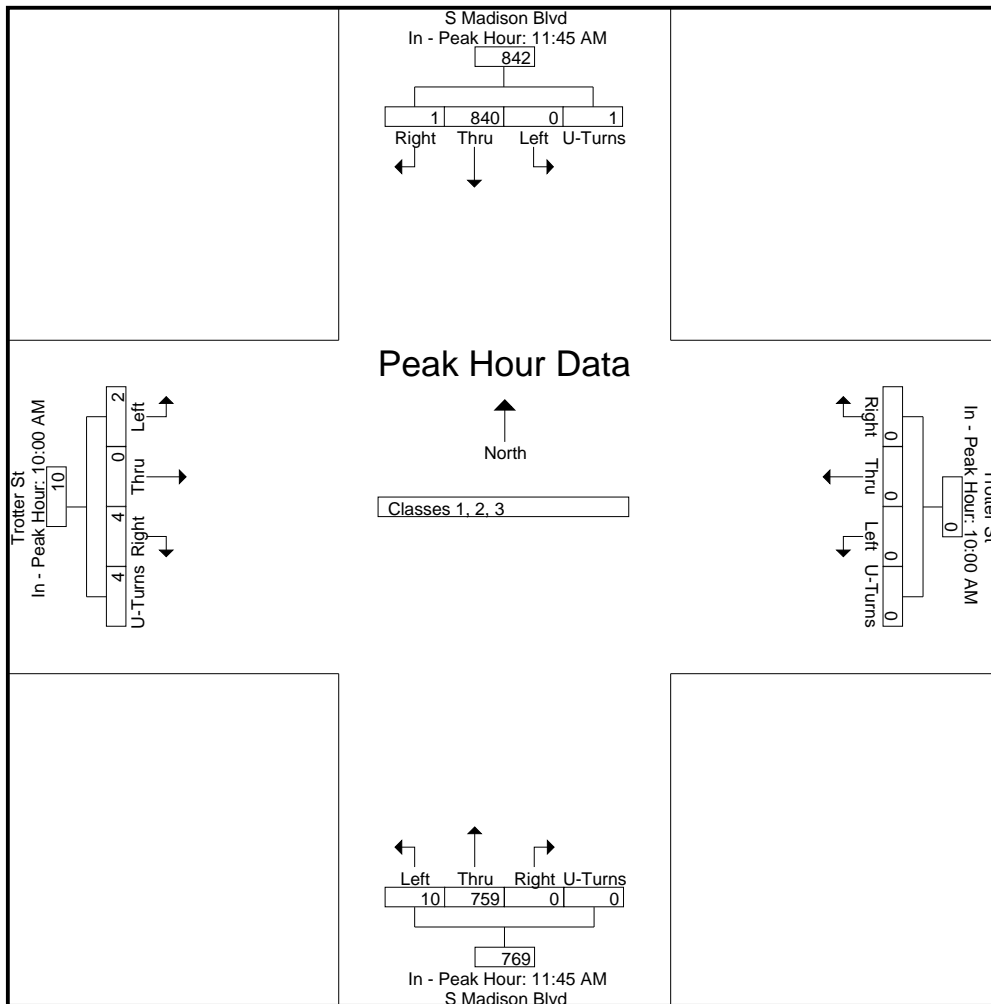 S Madison Blvd
In - Peak Hour: 11:45 AM
842
1 840 0 1
Right Thru Left U-Turns
Peak Hour Data
North
Classes 1, 2, 3
Trotter St
In - Peak Hour: 10:00 AM
10
2 0 4 4
Left Thru Right U-Turns
Trotter St
In - Peak Hour: 10:00 AM
0
0 0 0 0
Right Thru Left U-Turns
Left Thru Right U-Turns
10 759 0 0
769
In - Peak Hour: 11:45 AM
S Madison Blvd